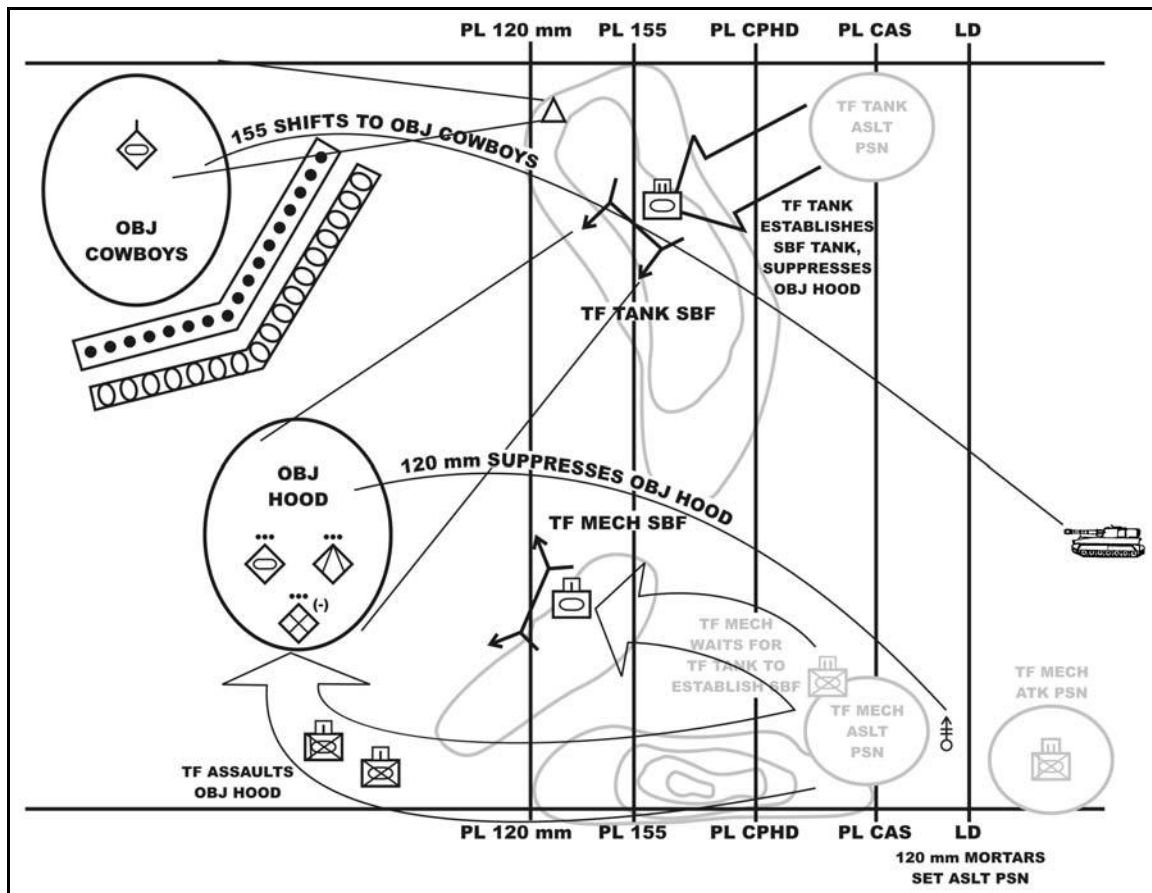 PL 120 mm PL 155 PL CPHD PL CAS LD
TF TANK
ASLT
PSN
155 SHIFTS TO OBJ COWBOYS
OBJ
COWBOYS
TF TANK
ESTABLISHES
SBF TANK,
SUPPRESSES
OBJ HOOD
TF TANK SBF
OBJ
HOOD
(-)
120 mm SUPPRESSES OBJ HOOD
TF MECH SBF
TF MECH
WAITS FOR
TF TANK TO
ESTABLISH SBF
TF MECH
ASLT
PSN
TF MECH
ATK PSN
TF ASSAULTS
OBJ HOOD
PL 120 mm PL 155 PL CPHD PL CAS LD
120 mm MORTARS
SET ASLT PSN